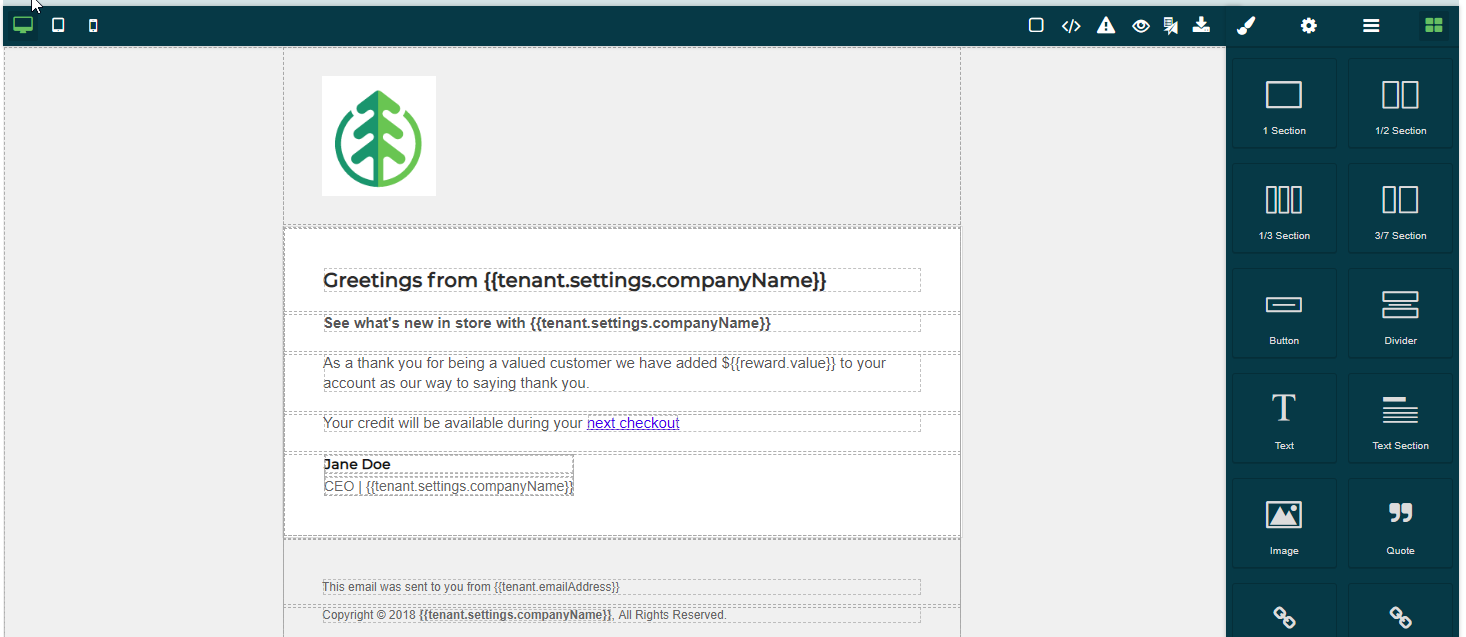 Greetings from {{tenant.settings.companyName}}
See what's new in store with {{tenant.settings.companyName}}
As a thank you for being a valued customer we have added ${{reward.value}} to your
account as our way to saying thank you.
Your credit will be available during your next checkout
Jane Doe
CEO | {{tenant.settings.companyName}}
This email was sent to you from {{tenant.emailAddress}}
Copyright © 2018 {{tenant.settings.companyName}}, All Rights Reserved.
1 Section
1/2 Section
1/3 Section
3/7 Section
Button
Divider
Text
Text Section
Image
Quote